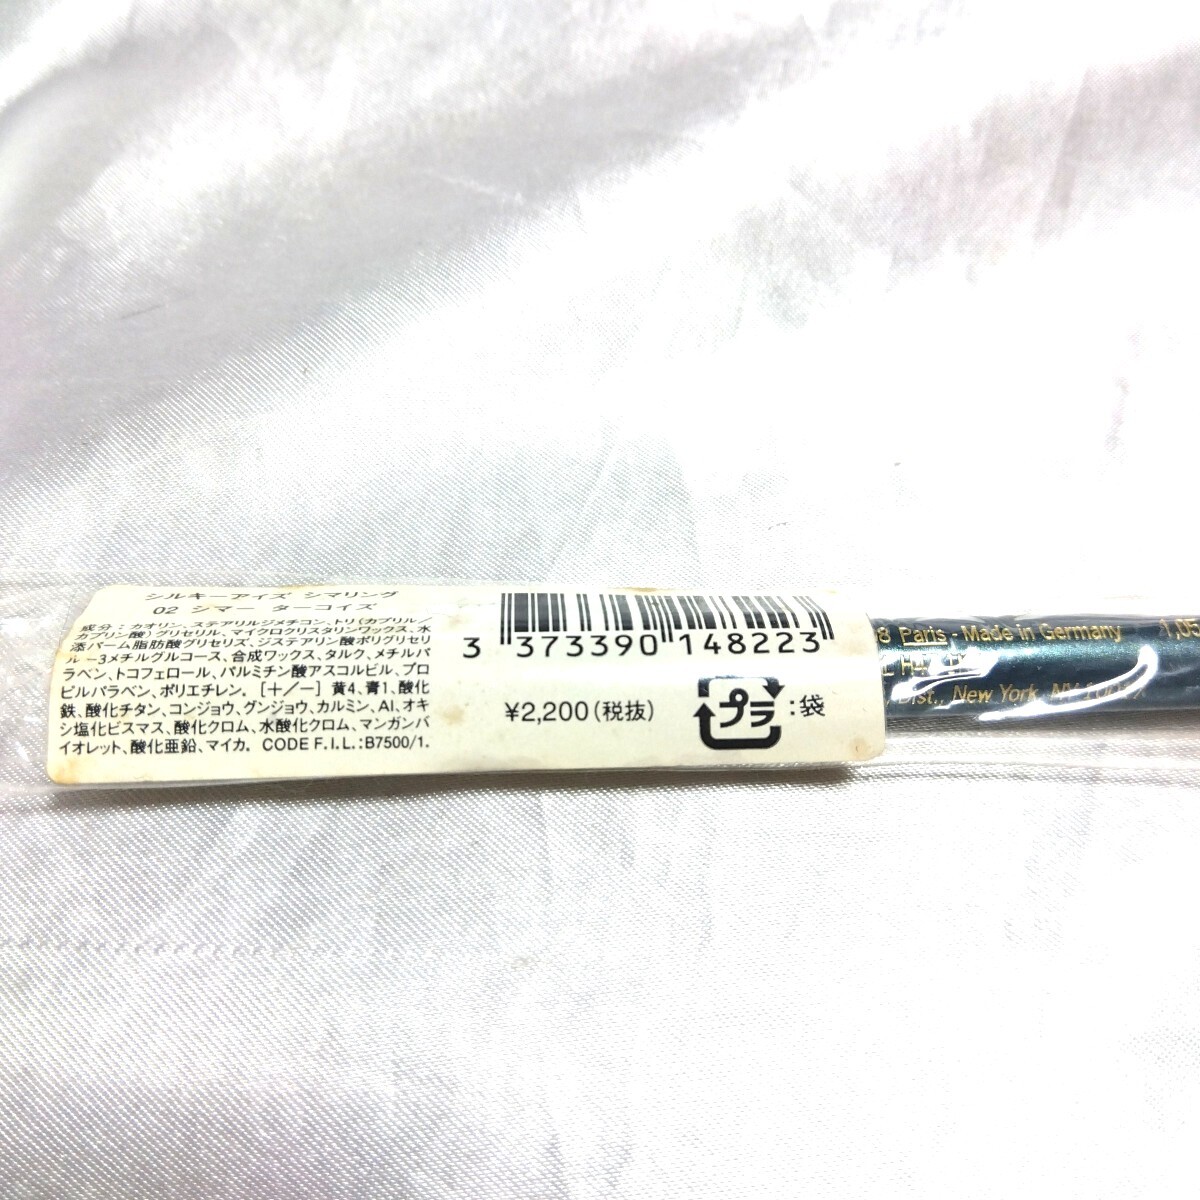 シルキーアイズ シマリング
02 シマー ターコイズ
成分：カオリン、ステアリルジメチコン、トリ（カプリル／
カプリン酸）グリセリル、マイクロクリスタリンワックス、水
添パーム脂肪酸グリセリズ、ジステアリン酸ポリグリセリ
ル－3メチルグルコース、合成ワックス、タルク、メチルパ
ラベン、トコフェロール、パルミチン酸アスコルビル、プロ
ピルパラベン、ポリエチレン。［＋／－］黄4、青1、酸化
鉄、酸化チタン、コンジョウ、グンジョウ、カルミン、Al、オキ
シ塩化ビスマス、酸化クロム、水酸化クロム、マンガンバ
イオレット、酸化亜鉛、マイカ。CODE F.I.L.:B7500/1.
3 373390 148223
¥2,200（税抜）
プラ :袋
8 Paris - Made in Germany 1,05
Dist., New York, NY